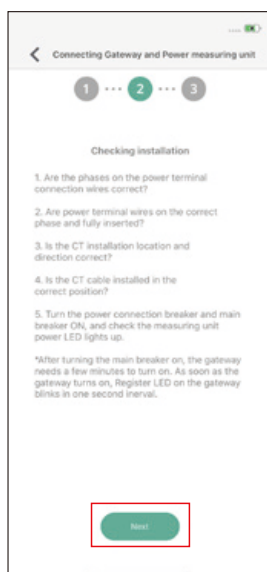 Connecting Gateway and Power measuring unit
1 ... 2 ... 3
Checking installation
1. Are the phases on the power terminal
connection wires correct?
2. Are power terminal wires on the correct
phase and fully inserted?
3. Is the CT installation location and
direction correct?
4. Is the CT cable installed in the
correct position?
5. Turn the power connection breaker and main
breaker ON, and check the measuring unit
power LED lights up.
*After turning the main breaker on, the gateway
needs a few minutes to turn on. As soon as the
gateway turns on, Register LED on the gateway
blinks in one second inerval.
Next